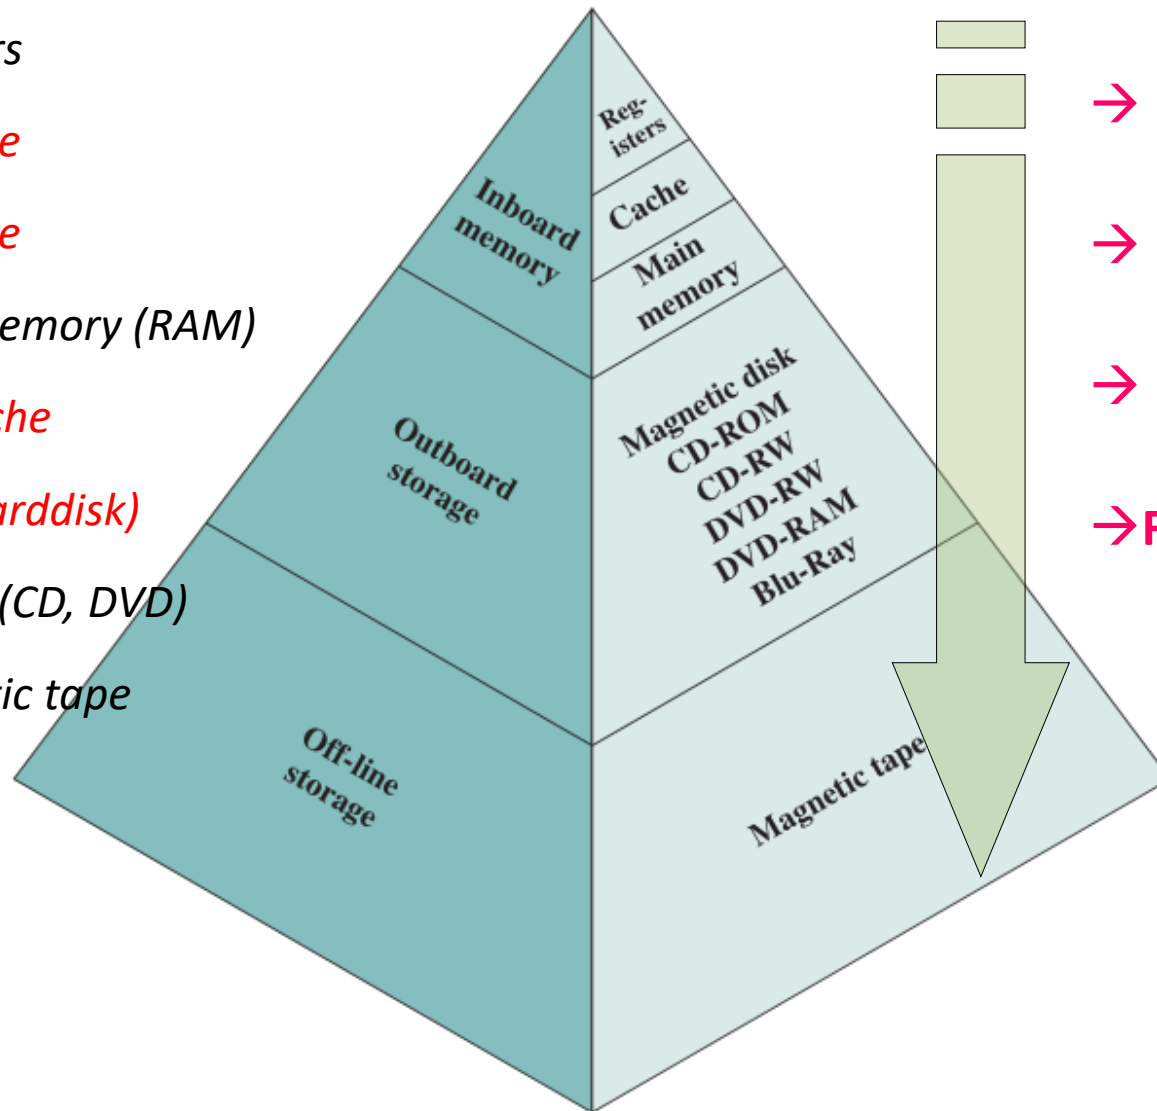 rs
e
e
emory (RAM)
che
arddisk)
(CD, DVD)
tic tape
Inboard
memory
Outboard
storage
Off-line
storage
Reg-
isters
Cache
Main
memory
Magnetic disk
CD-ROM
CD-RW
DVD-RW
DVD-RAM
Blu-Ray
Magnetic tape
→
→
→
→